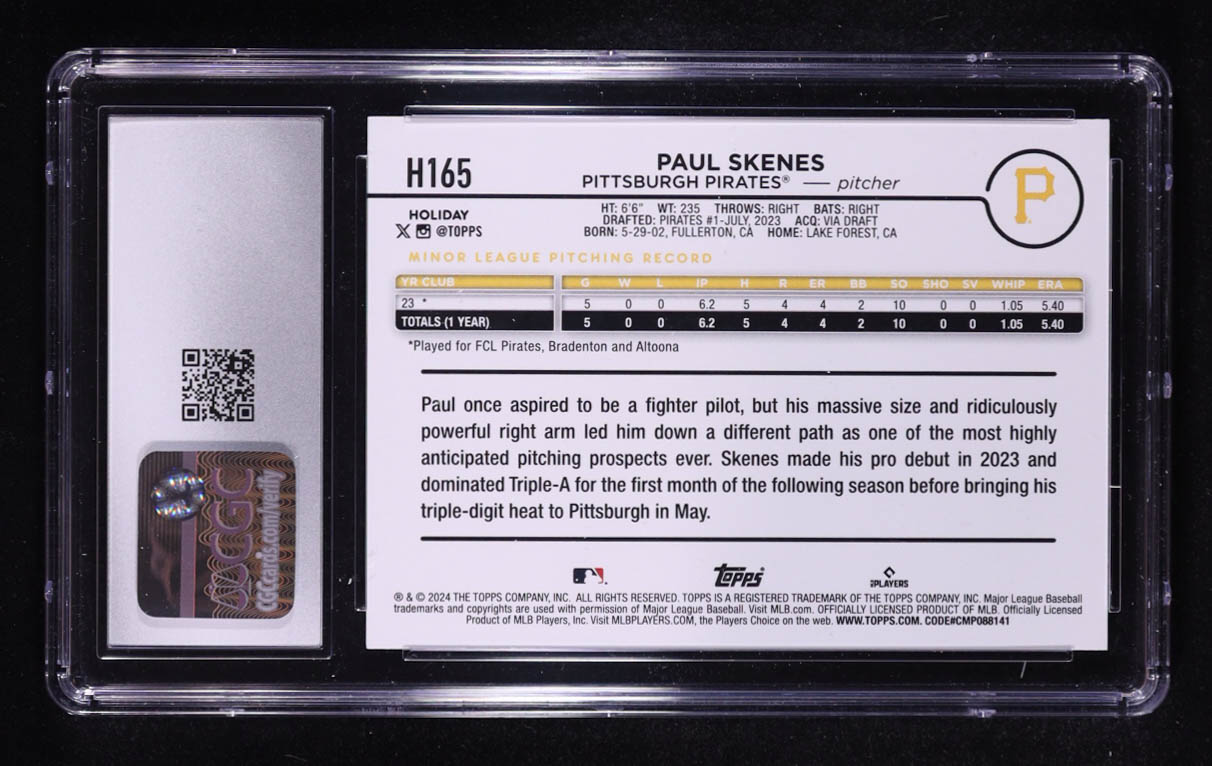 H165
PAUL SKENES
PITTSBURGH PIRATES® — pitcher
P
HOLIDAY
@TOPPS
HT: 6'6" WT: 235 THROWS: RIGHT BATS: RIGHT
DRAFTED: PIRATES #1-JULY, 2023 ACQ: VIA DRAFT
BORN: 5-29-02, FULLERTON, CA HOME: LAKE FOREST, CA
MINOR LEAGUE PITCHING RECORD
YR CLUB G W L IP H R ER BB SO SHO SV WHIP ERA
23 * 5 0 0 6.2 5 4 4 2 10 0 0 1.05 5.40
TOTALS (1 YEAR) 5 0 0 6.2 5 4 4 2 10 0 0 1.05 5.40
*Played for FCL Pirates, Bradenton and Altoona
Paul once aspired to be a fighter pilot, but his massive size and ridiculously
powerful right arm led him down a different path as one of the most highly
anticipated pitching prospects ever. Skenes made his pro debut in 2023 and
dominated Triple-A for the first month of the following season before bringing his
triple-digit heat to Pittsburgh in May.
Topps
PLAYERS
® & © 2024 THE TOPPS COMPANY, INC. ALL RIGHTS RESERVED. TOPPS IS A REGISTERED TRADEMARK OF THE TOPPS COMPANY, INC. Major League Baseball
trademarks and copyrights are used with permission of Major League Baseball. Visit MLB.com. OFFICIALLY LICENSED PRODUCT OF MLB. Officially Licensed
Product of MLB Players, Inc. Visit MLBPLAYERS.COM, the Players Choice on the web. WWW.TOPPS.COM. CODE#CMP088141
CGC
CGCcards.com/verify